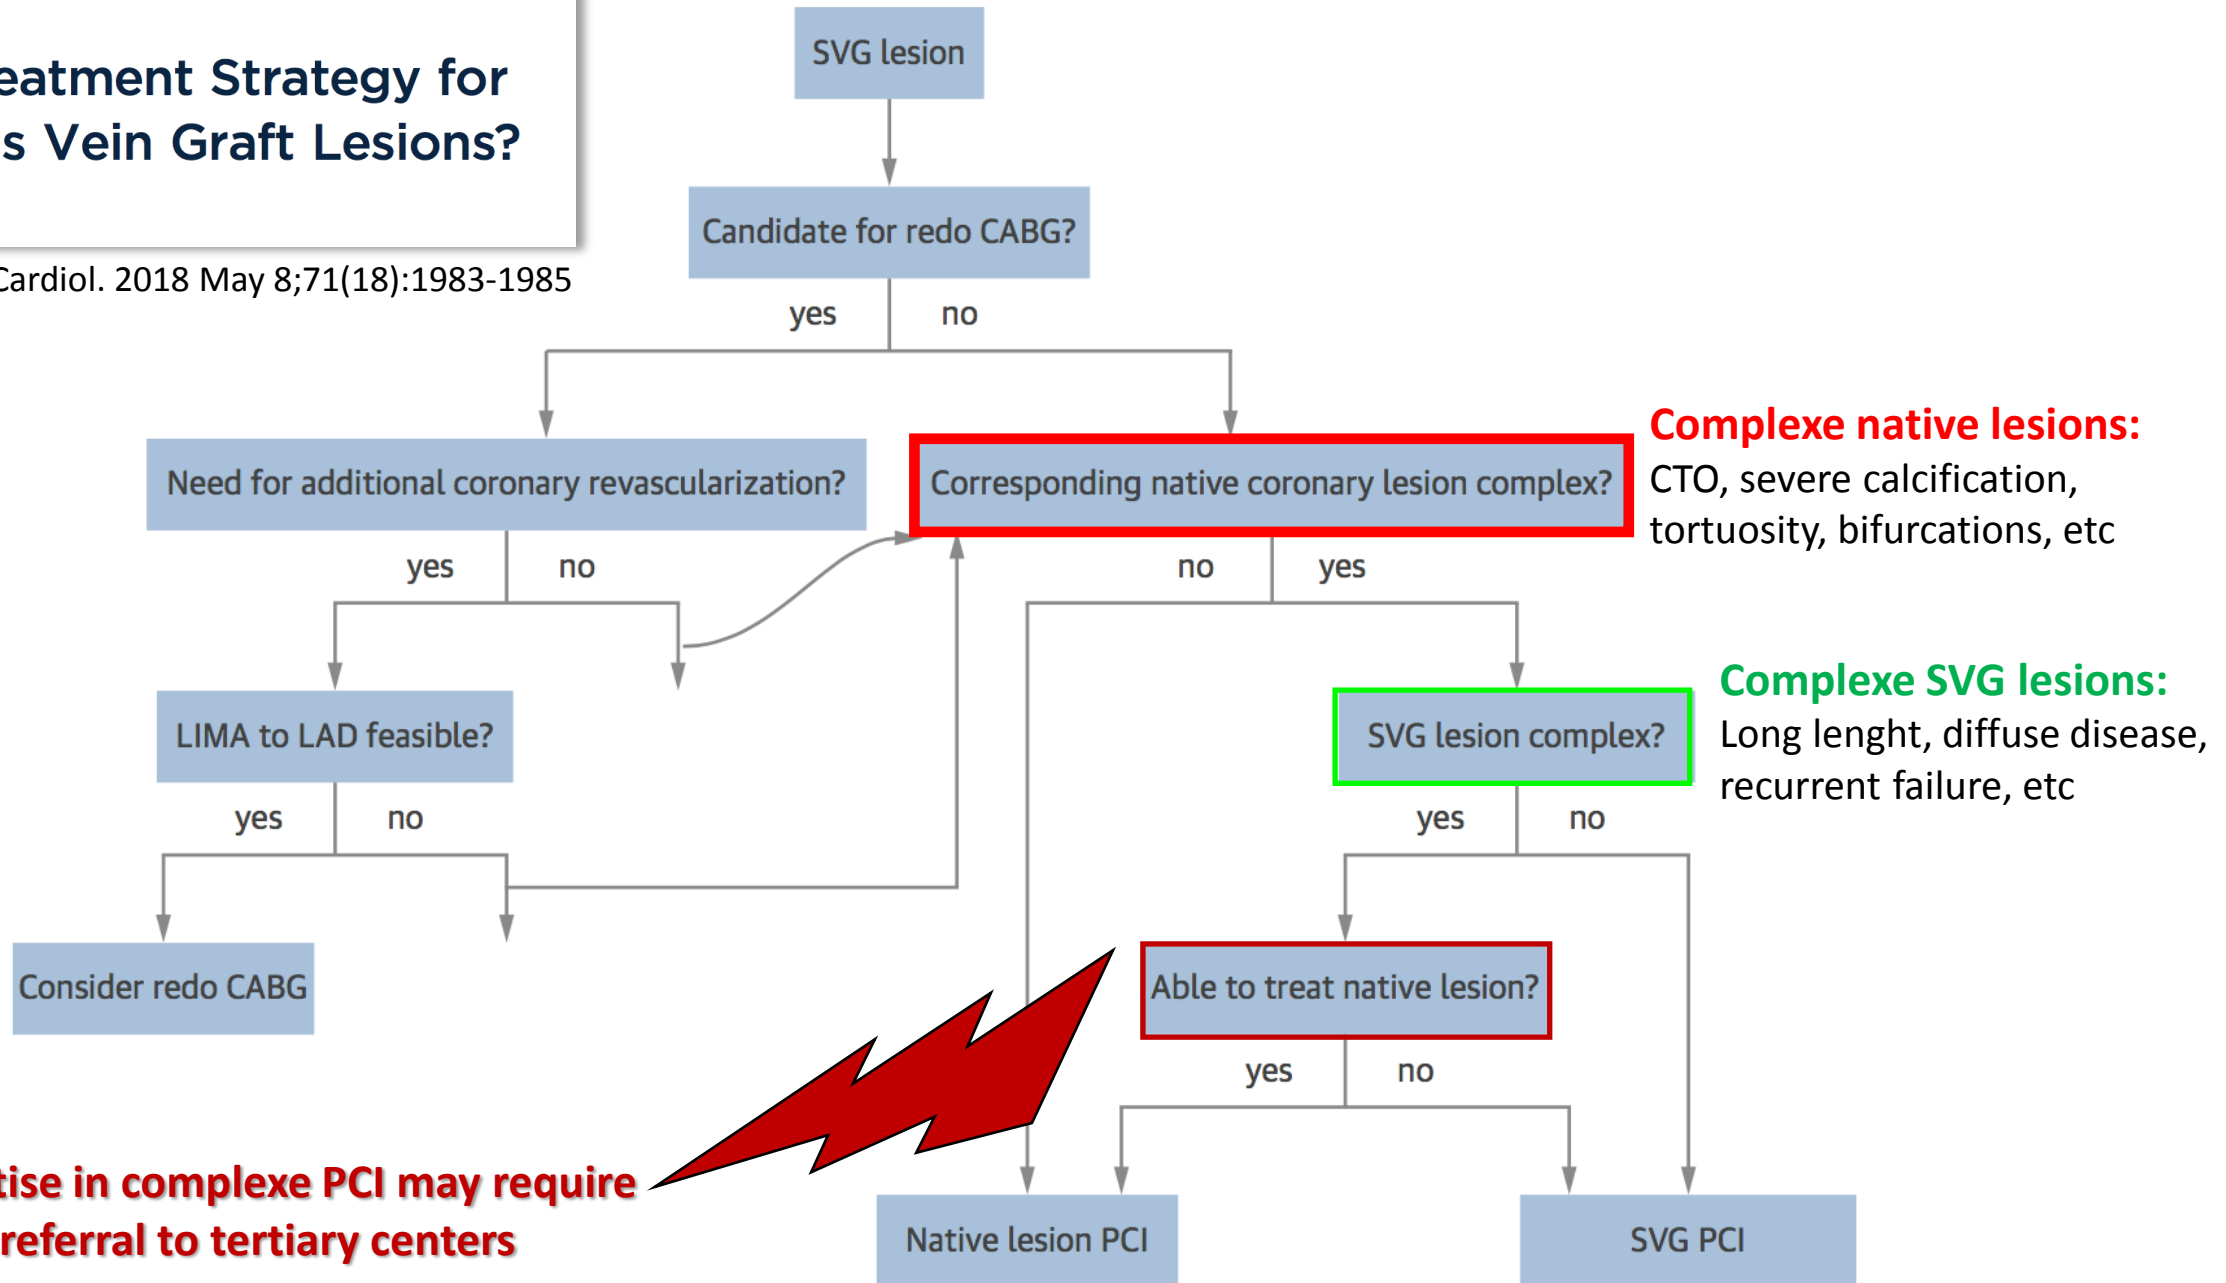 SVG lesion
eatment Strategy for
s Vein Graft Lesions?
Candidate for redo CABG?
Cardiol. 2018 May 8;71(18):1983-1985
yes no
Complexe native lesions:
Need for additional coronary revascularization?
Corresponding native coronary lesion complex?
CTO, severe calcification,
tortuosity, bifurcations, etc
yes no
no yes
Complexe SVG lesions:
LIMA to LAD feasible?
SVG lesion complex?
Long lenght, diffuse disease,
recurrent failure, etc
yes no
yes no
Consider redo CABG
Able to treat native lesion?
yes no
tise in complexe PCI may require
referral to tertiary centers
Native lesion PCI
SVG PCI